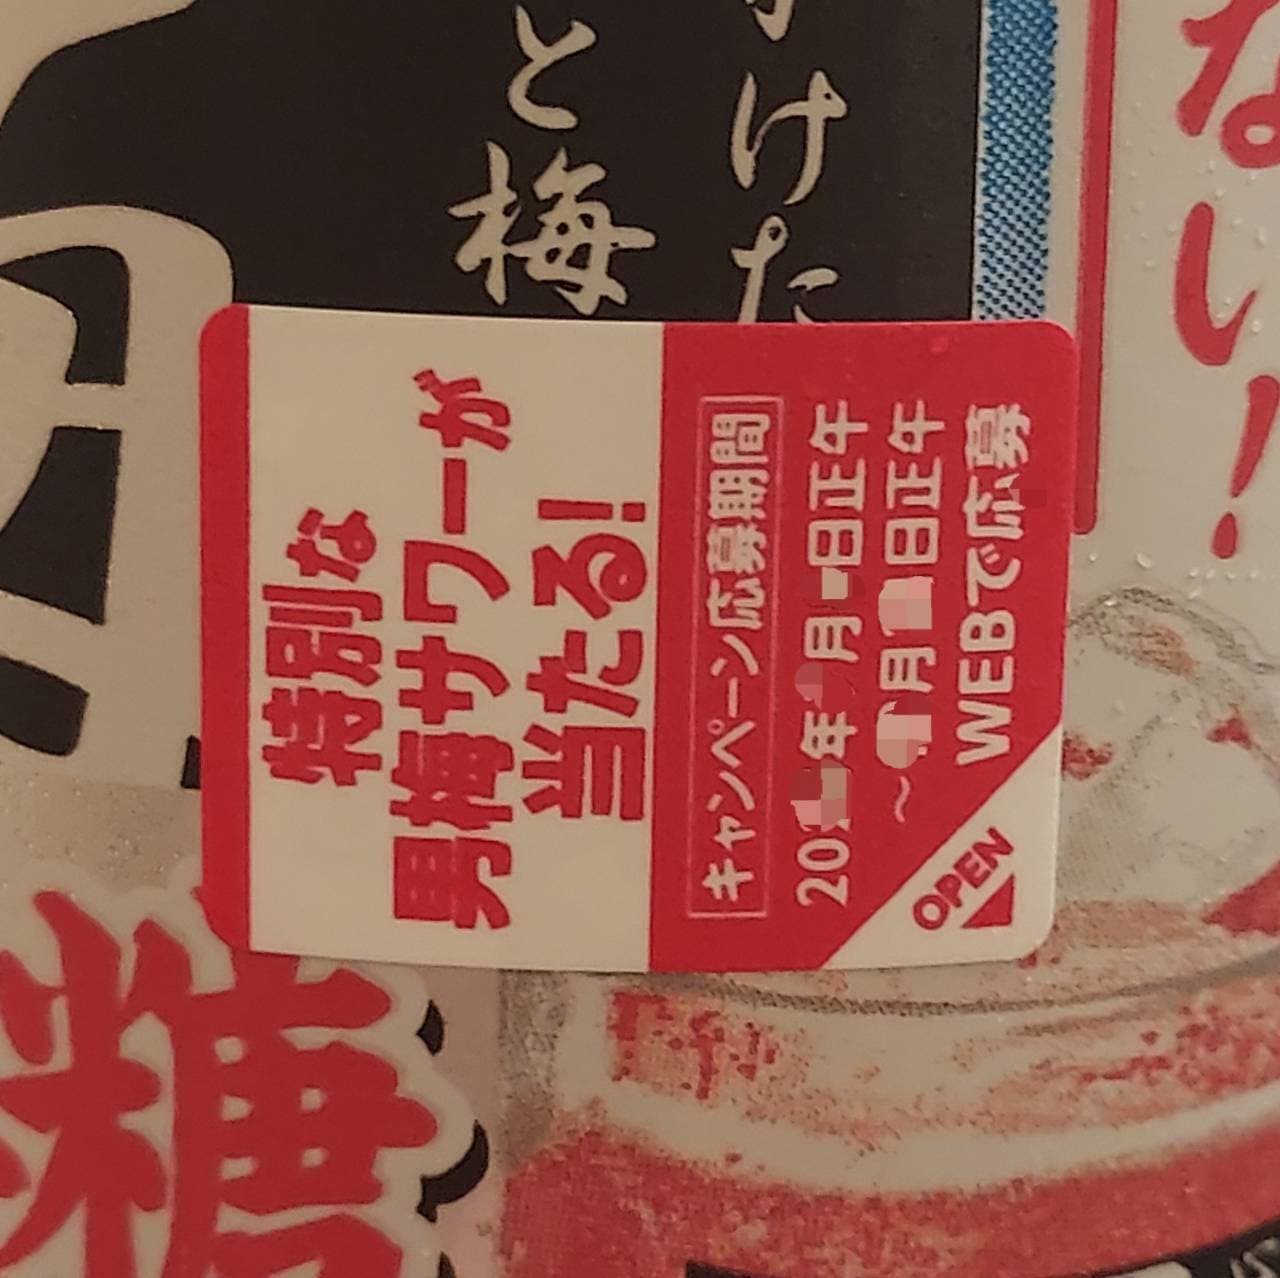 と梅
けた
ない!
特別な
男梅サワーが
当たる!
キャンペーン応募期間
20 年 月 日正午
～ 月 日正午
WEBで応募
OPEN
糖